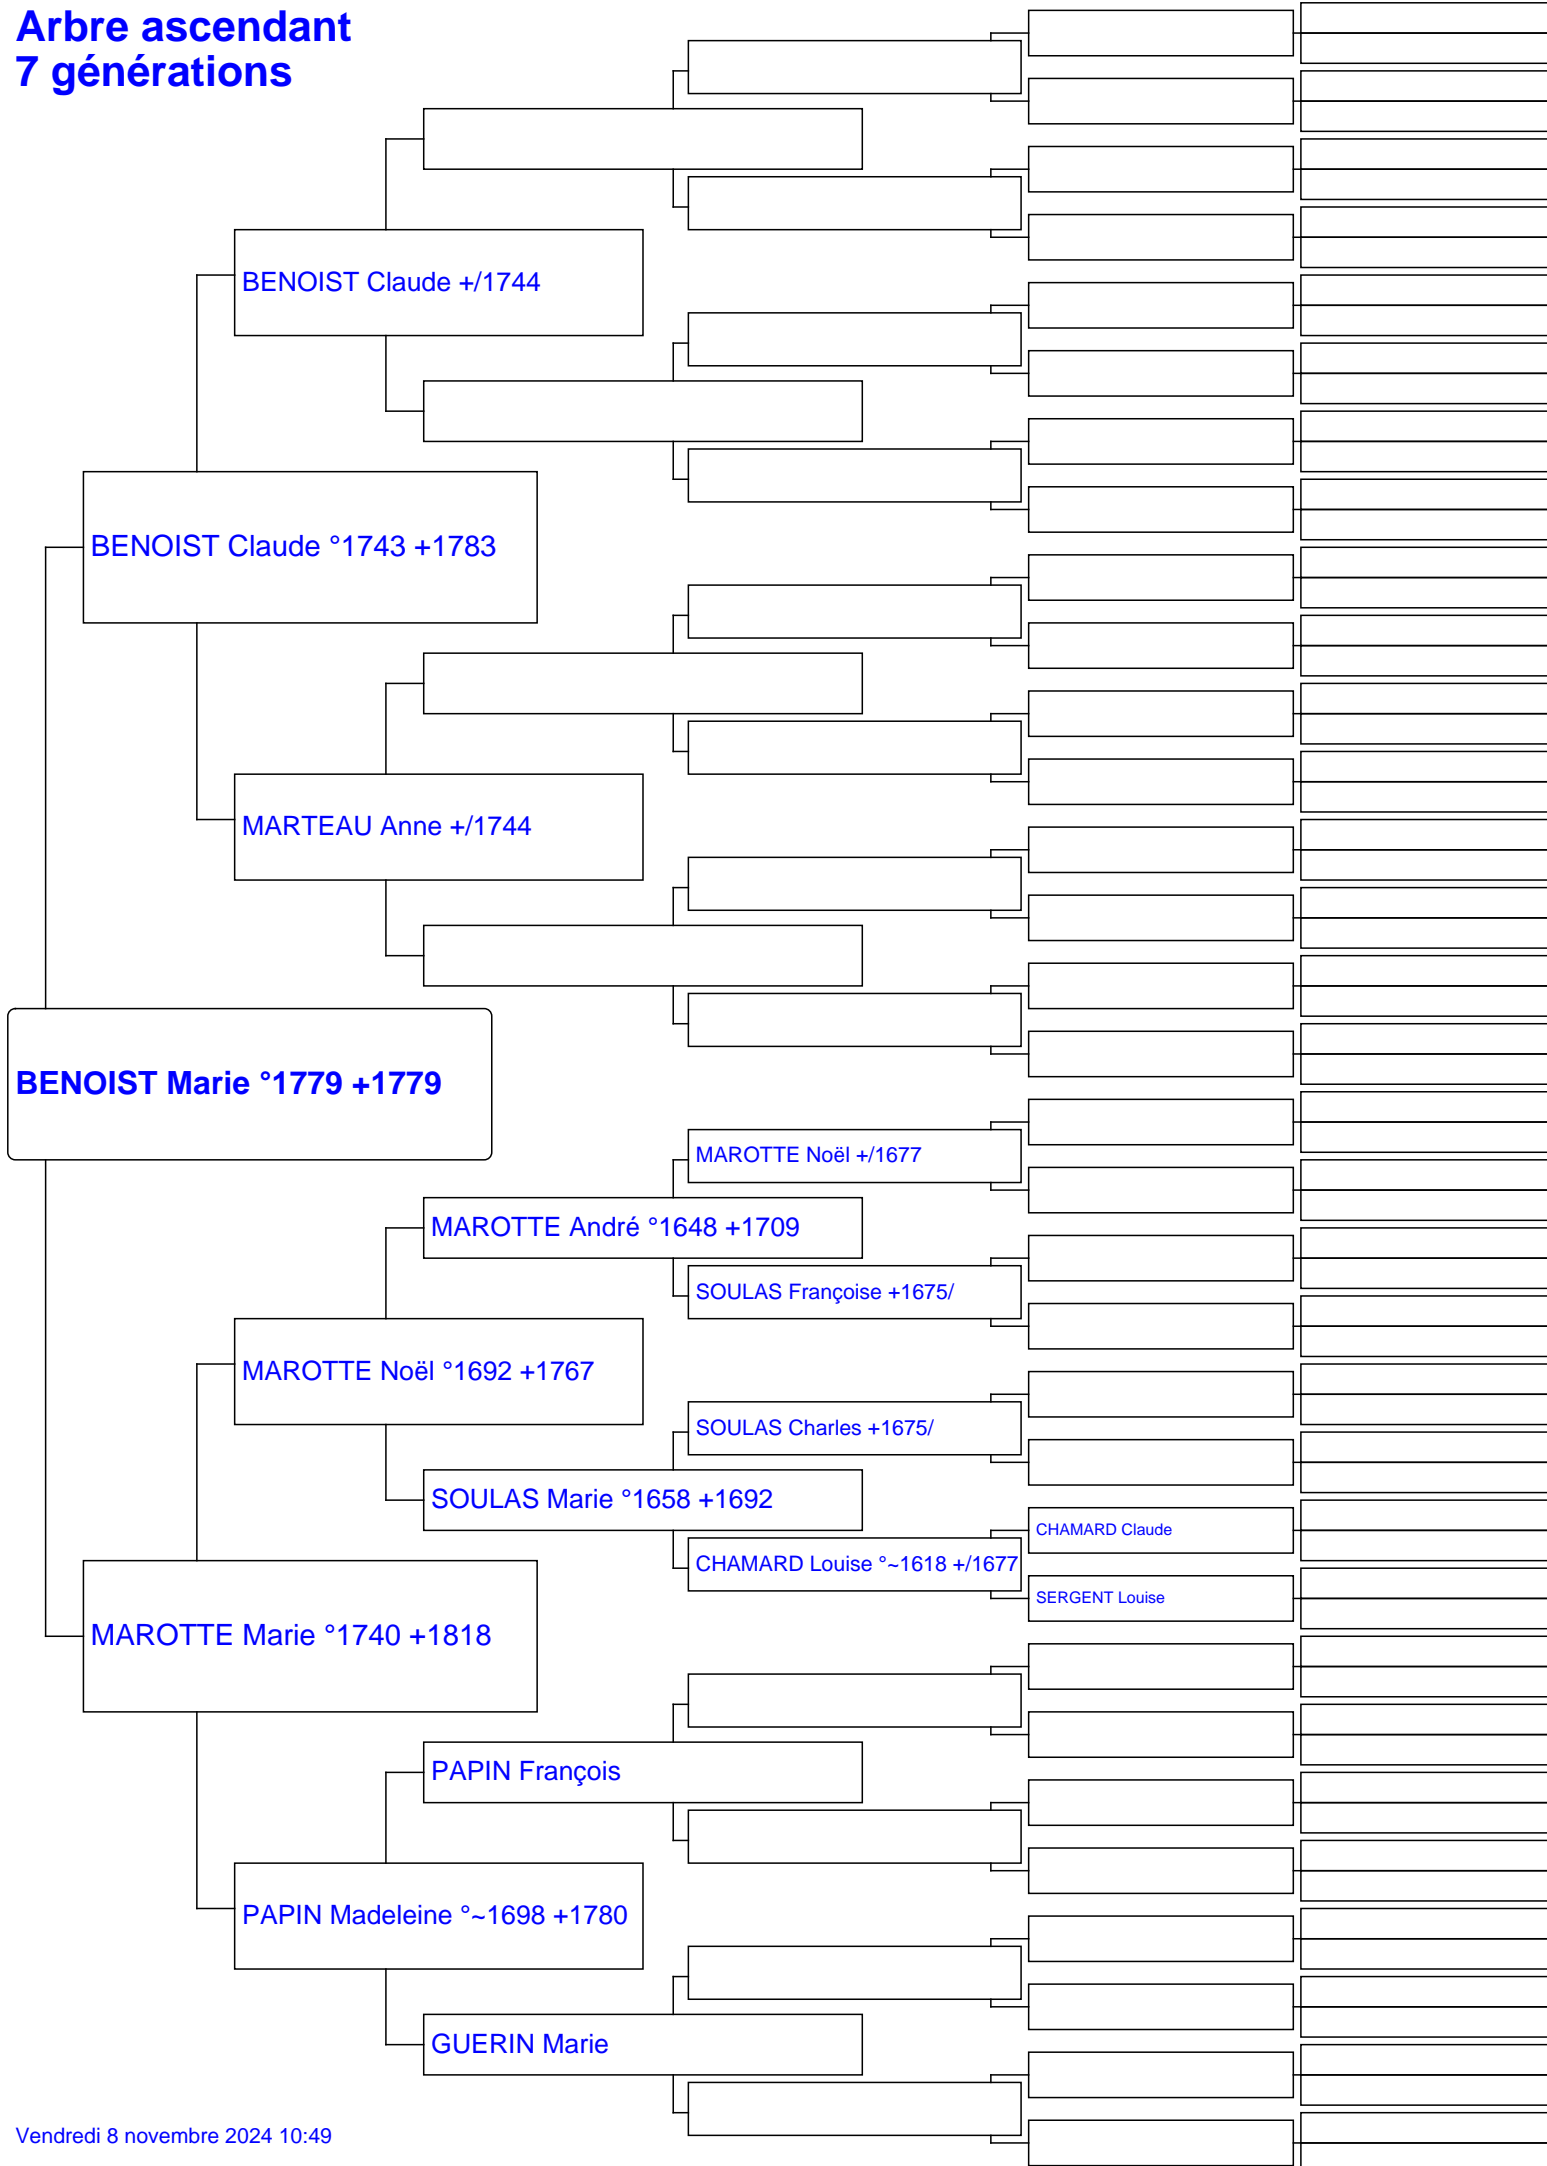 Arbre ascendant
7 générations
BENOIST Claude +/1744
BENOIST Claude °1743 +1783
MARTEAU Anne +/1744
BENOIST Marie °1779 +1779
MAROTTE Noël +/1677
MAROTTE André °1648 +1709
SOULAS Françoise +1675/
MAROTTE Noël °1692 +1767
SOULAS Charles +1675/
SOULAS Marie °1658 +1692
CHAMARD Claude
CHAMARD Louise °~1618 +/1677
SERGENT Louise
MAROTTE Marie °1740 +1818
PAPIN François
PAPIN Madeleine °~1698 +1780
GUERIN Marie
Vendredi 8 novembre 2024 10:49